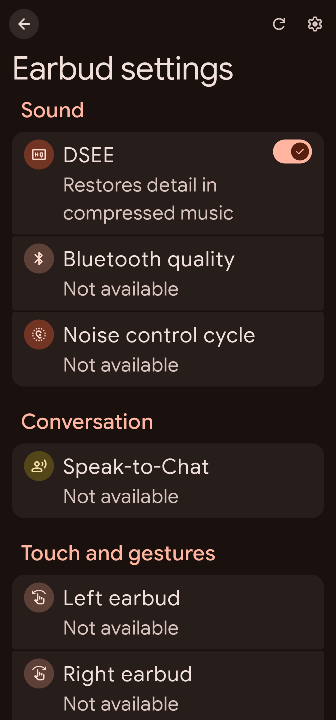 Earbud settings
Sound
DSEE
Restores detail in
compressed music
Bluetooth quality
Not available
Noise control cycle
Not available
Conversation
Speak-to-Chat
Not available
Touch and gestures
Left earbud
Not available
Right earbud
Not available